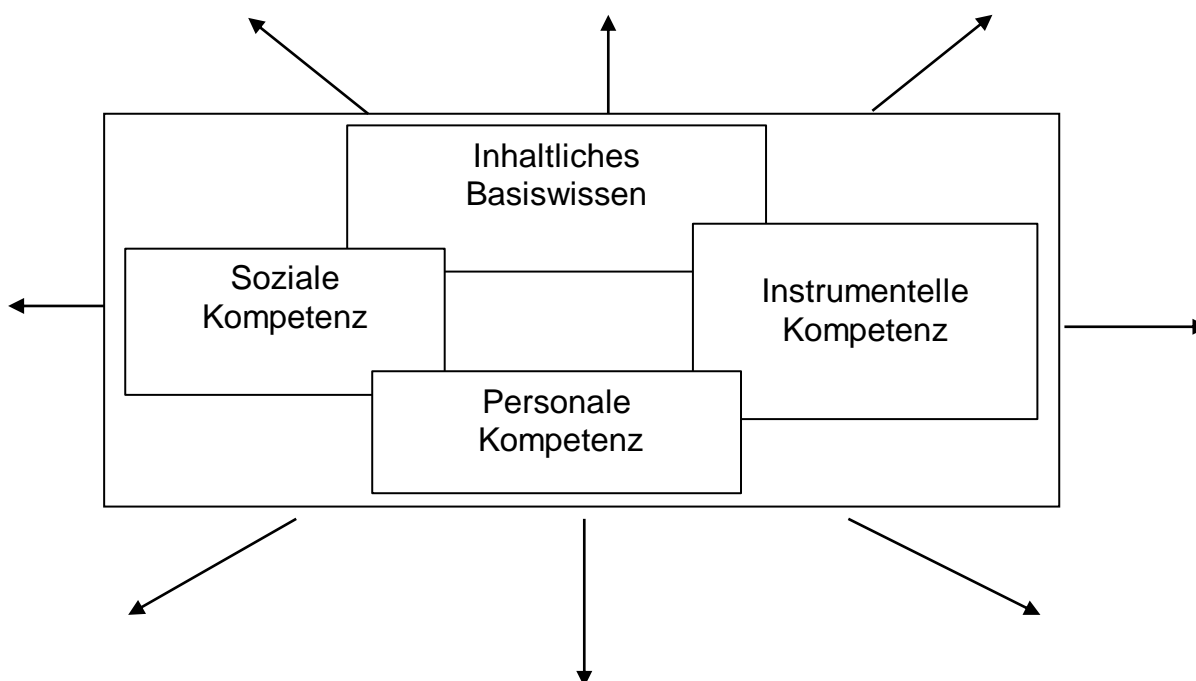 Inhaltliches
Basiswissen
Soziale
Kompetenz
Instrumentelle
Kompetenz
Personale
Kompetenz